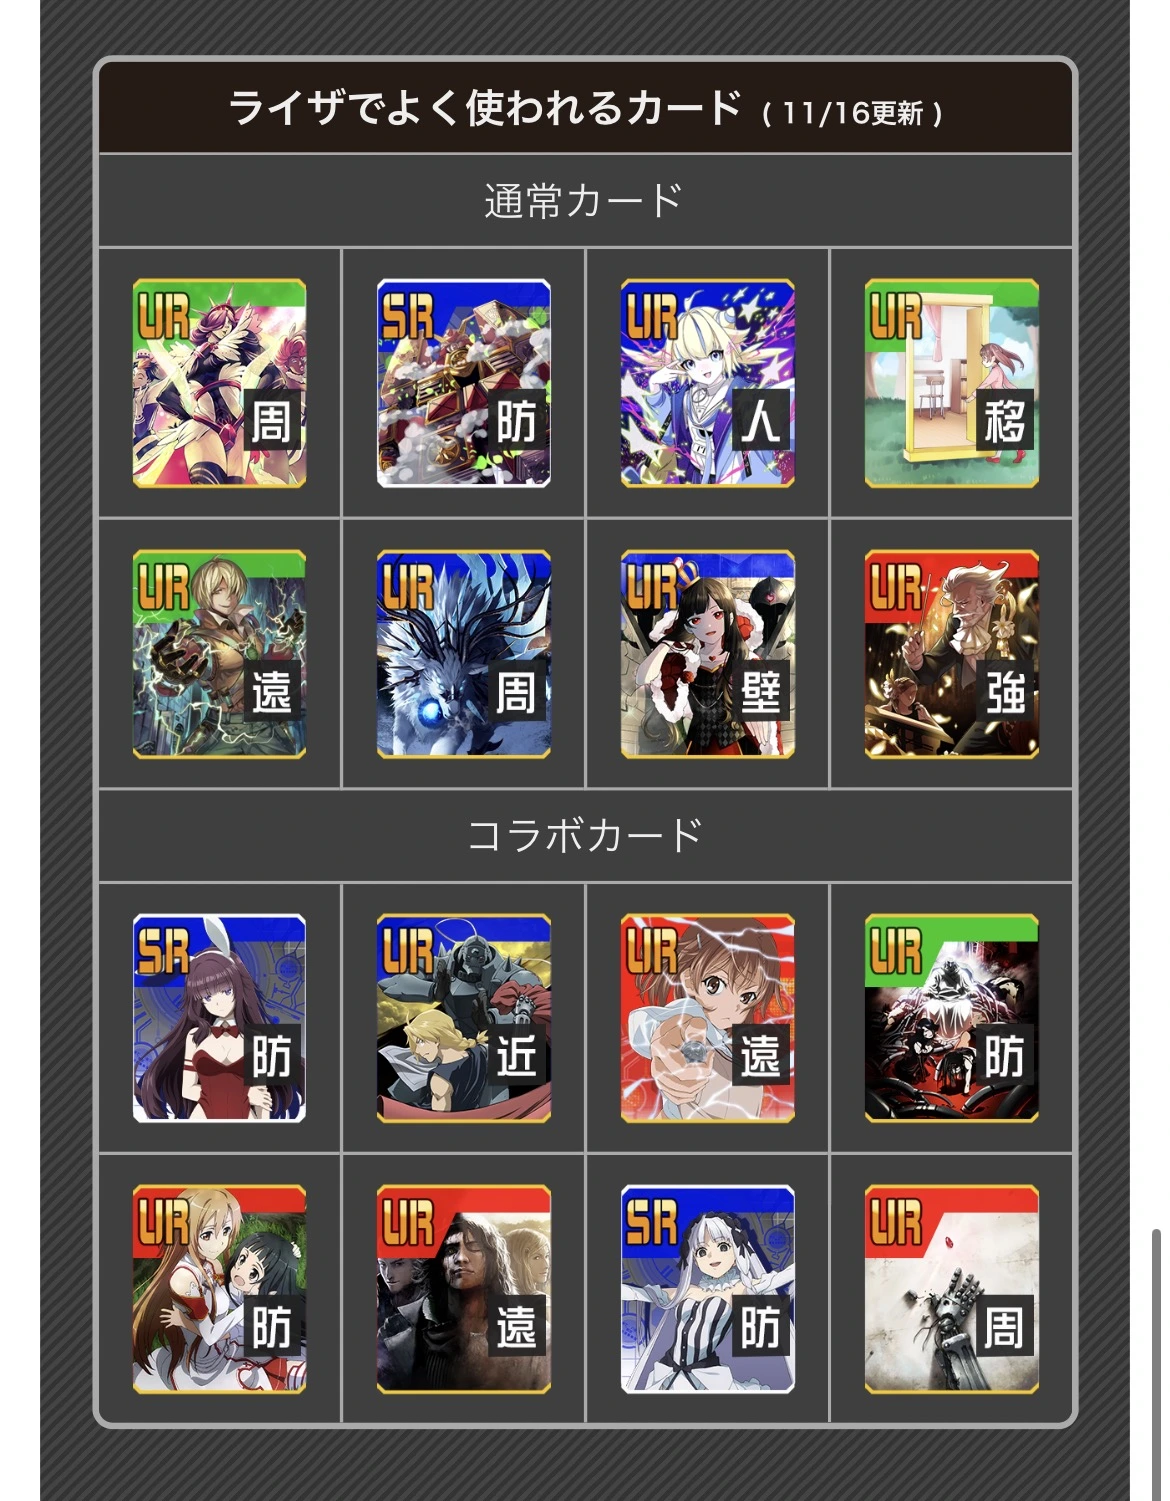 ライザでよく使われるカード ( 11/16更新 )
通常カード
UR 周
SR 防
UR 人
UR 移
UR 遠
UR 周
UR 壁
UR 強
コラボカード
SR 防
UR 近
UR 遠
UR 防
UR 防
UR 遠
SR 防
UR 周